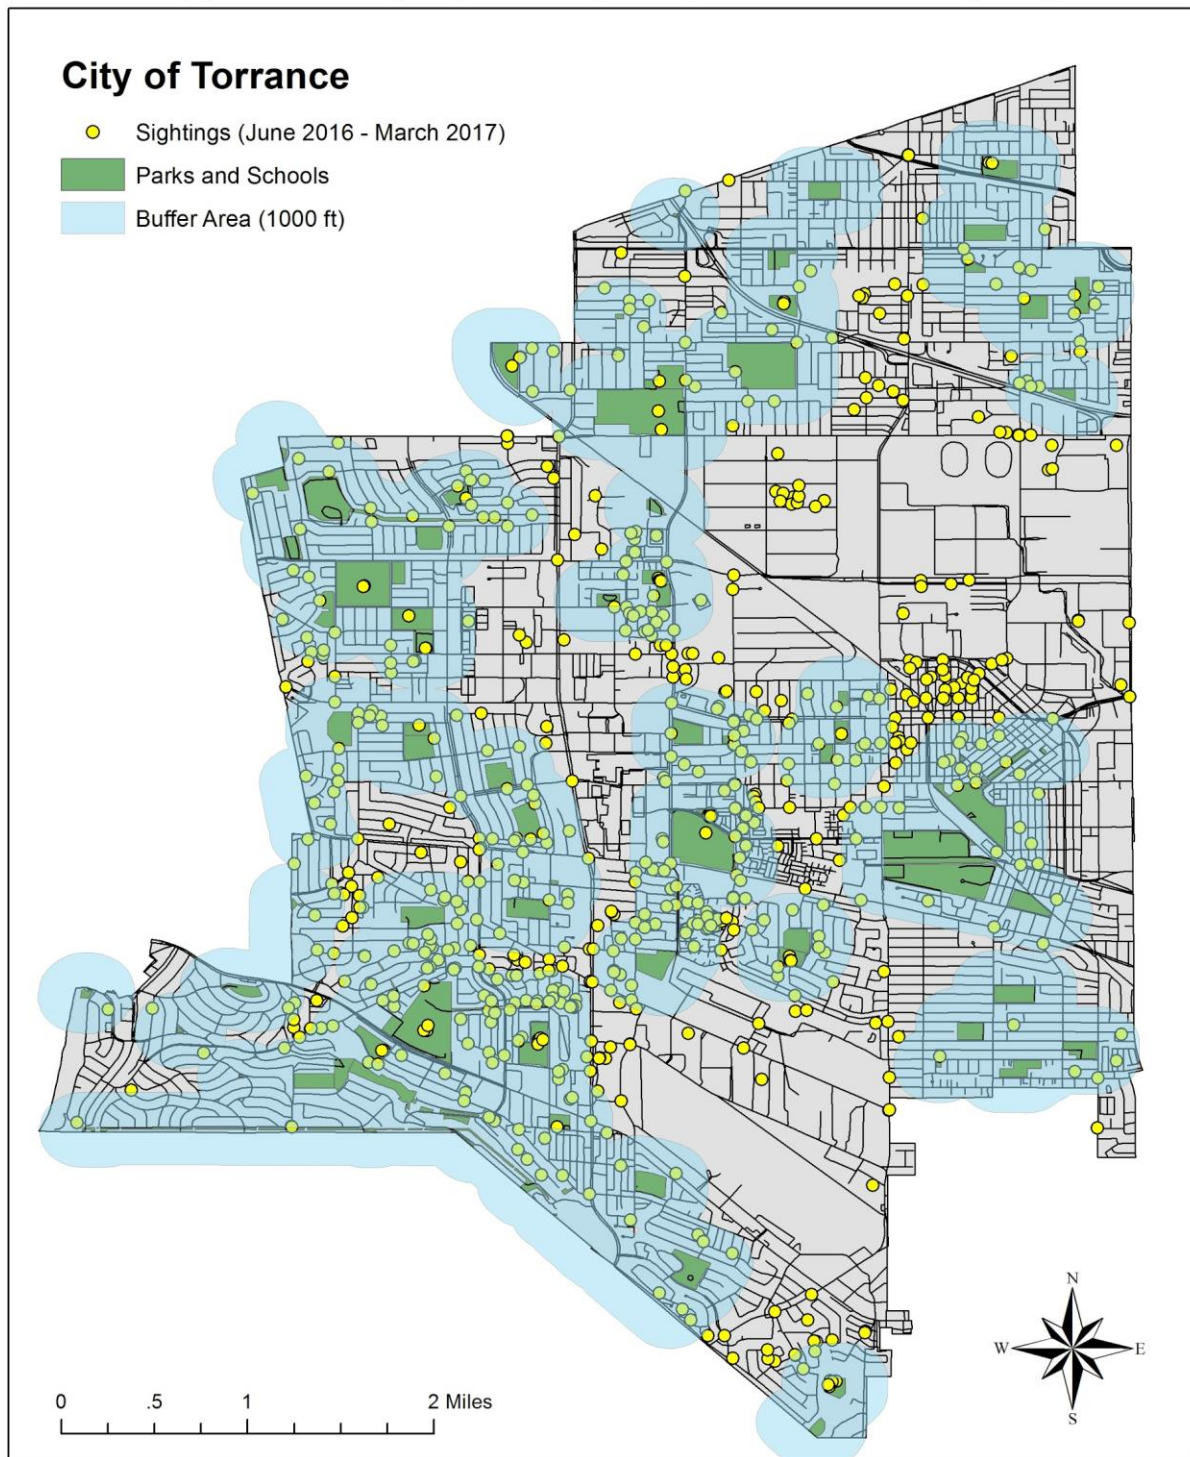 City of Torrance
Sightings (June 2016 - March 2017)
Parks and Schools
Buffer Area (1000 ft)
N
W E
S
0 .5 1 2 Miles